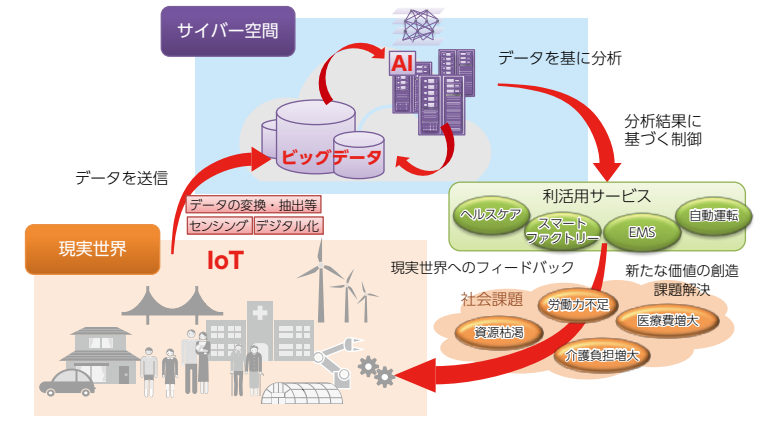 サイバー空間
AI
データを基に分析
ビッグデータ
分析結果に
基づく制御
データを送信
データの変換・抽出等
センシング
デジタル化
利活用サービス
ヘルスケア
スマート
ファクトリー
EMS
自動運転
現実世界
IoT
現実世界へのフィードバック
新たな価値の創造
課題解決
社会課題
労働力不足
資源枯渇
医療費増大
介護負担増大